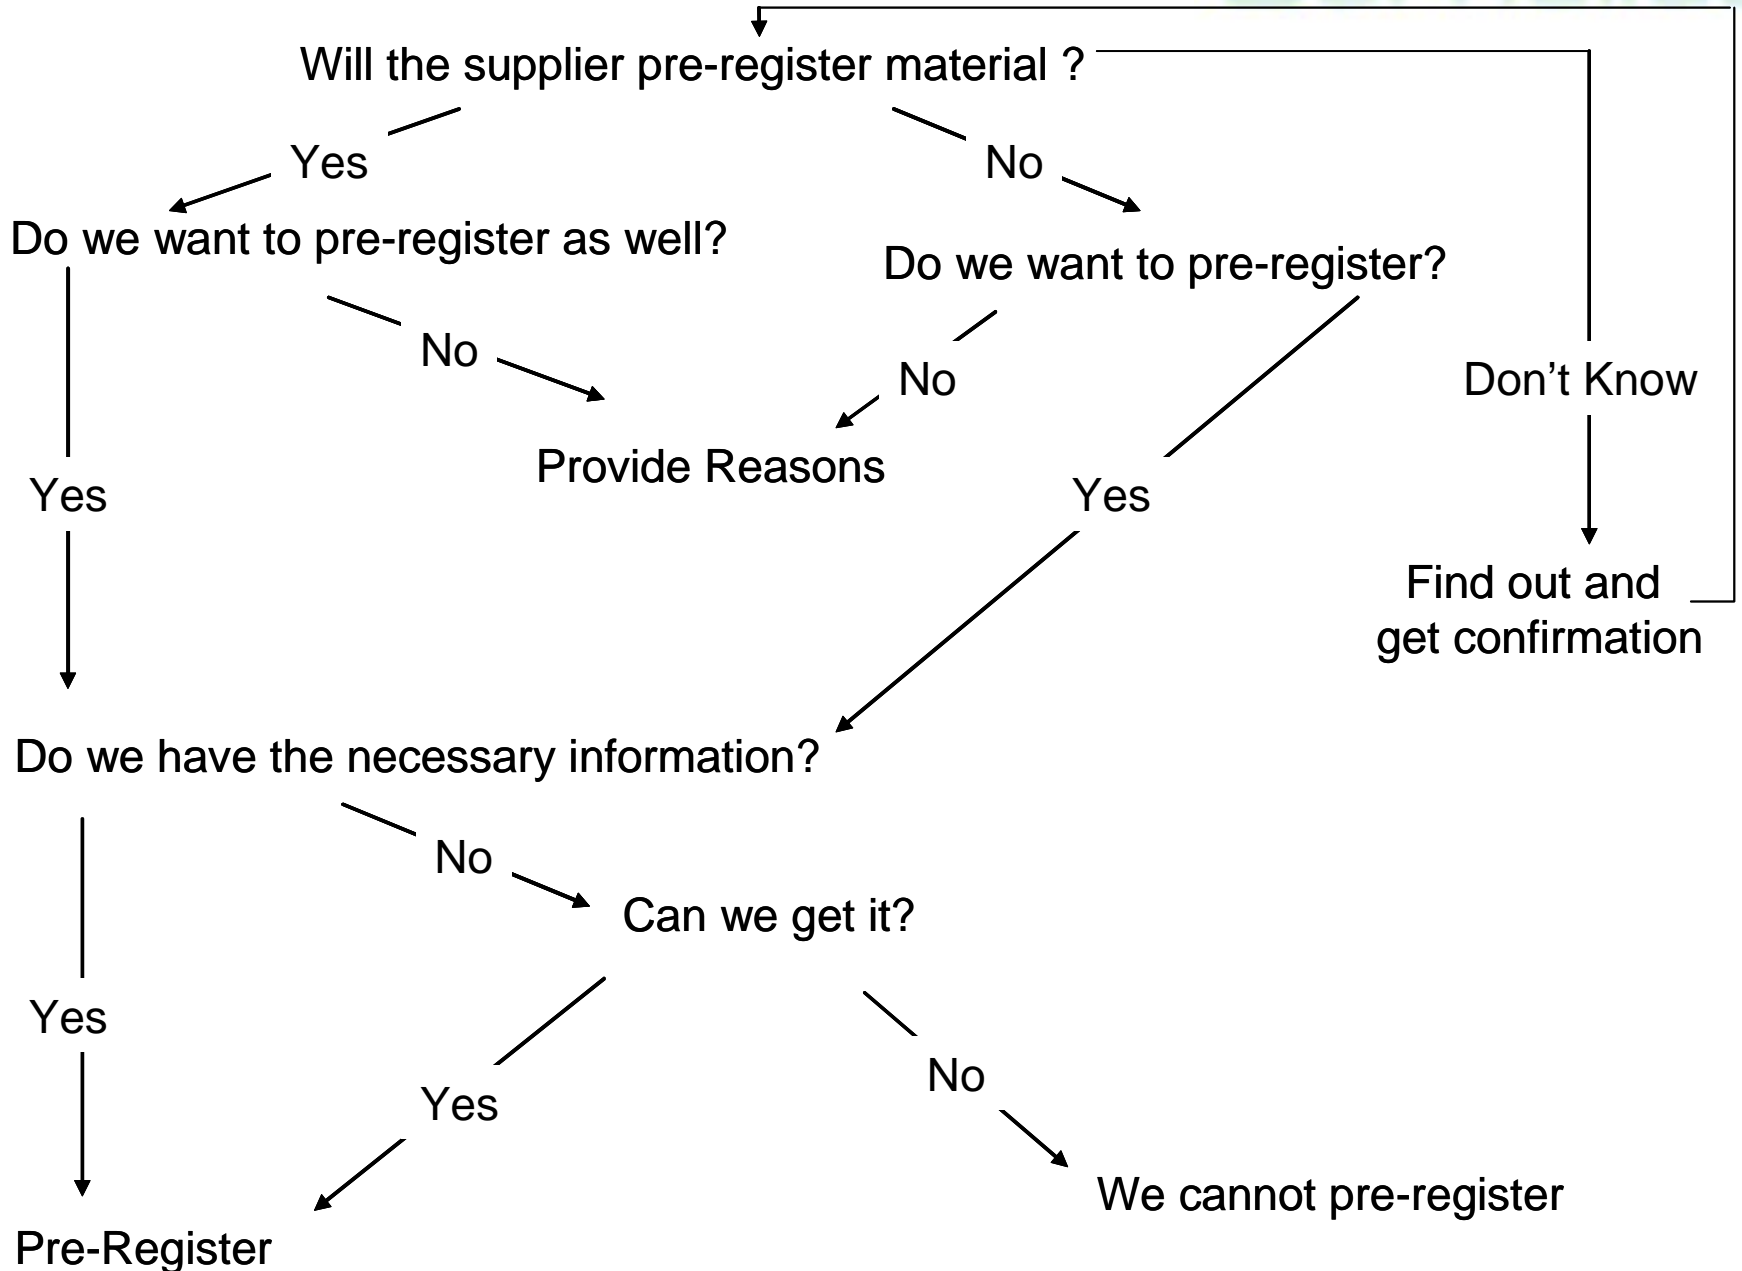 Will the supplier pre-register material ?
Yes
No
Do we want to pre-register as well?
Do we want to pre-register?
No
No
Don’t Know
Provide Reasons
Yes
Yes
Find out and
get confirmation
Do we have the necessary information?
No
Can we get it?
Yes
No
Yes
We cannot pre-register
Pre-Register